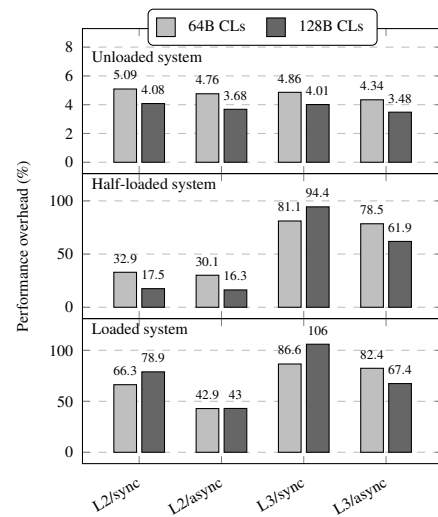 64B CLs 128B CLs
Performance overhead (%)
Unloaded system
8
6
4
2
0
5.09 4.08 4.76 3.68 4.86 4.01 4.34 3.48
Half-loaded system
100
50
0
32.9 17.5 30.1 16.3 81.1 94.4 78.5 61.9
Loaded system
100
50
0
66.3 78.9 42.9 43 86.6 106 82.4 67.4
L2/sync L2/async L3/sync L3/async